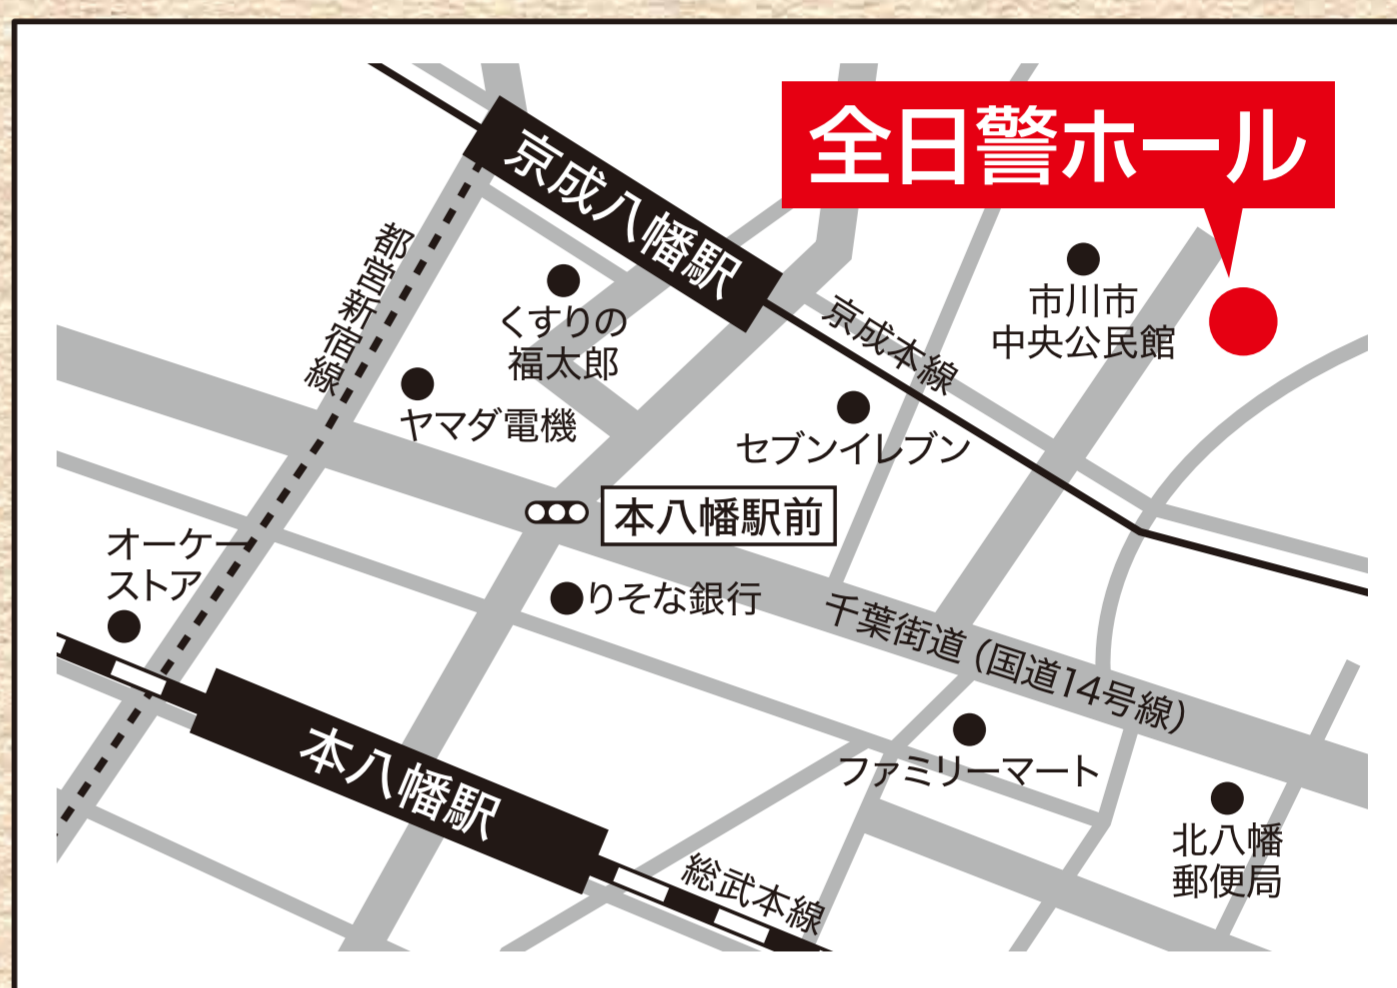 全日警ホール
京成八幡駅
都営新宿線
くすりの
福太郎
京成本線
市川市
中央公民館
ヤマダ電機
セブンイレブン
本八幡駅前
オーケー
ストア
りそな銀行
千葉街道(国道14号線)
本八幡駅
ファミリーマート
北八幡
郵便局
総武本線